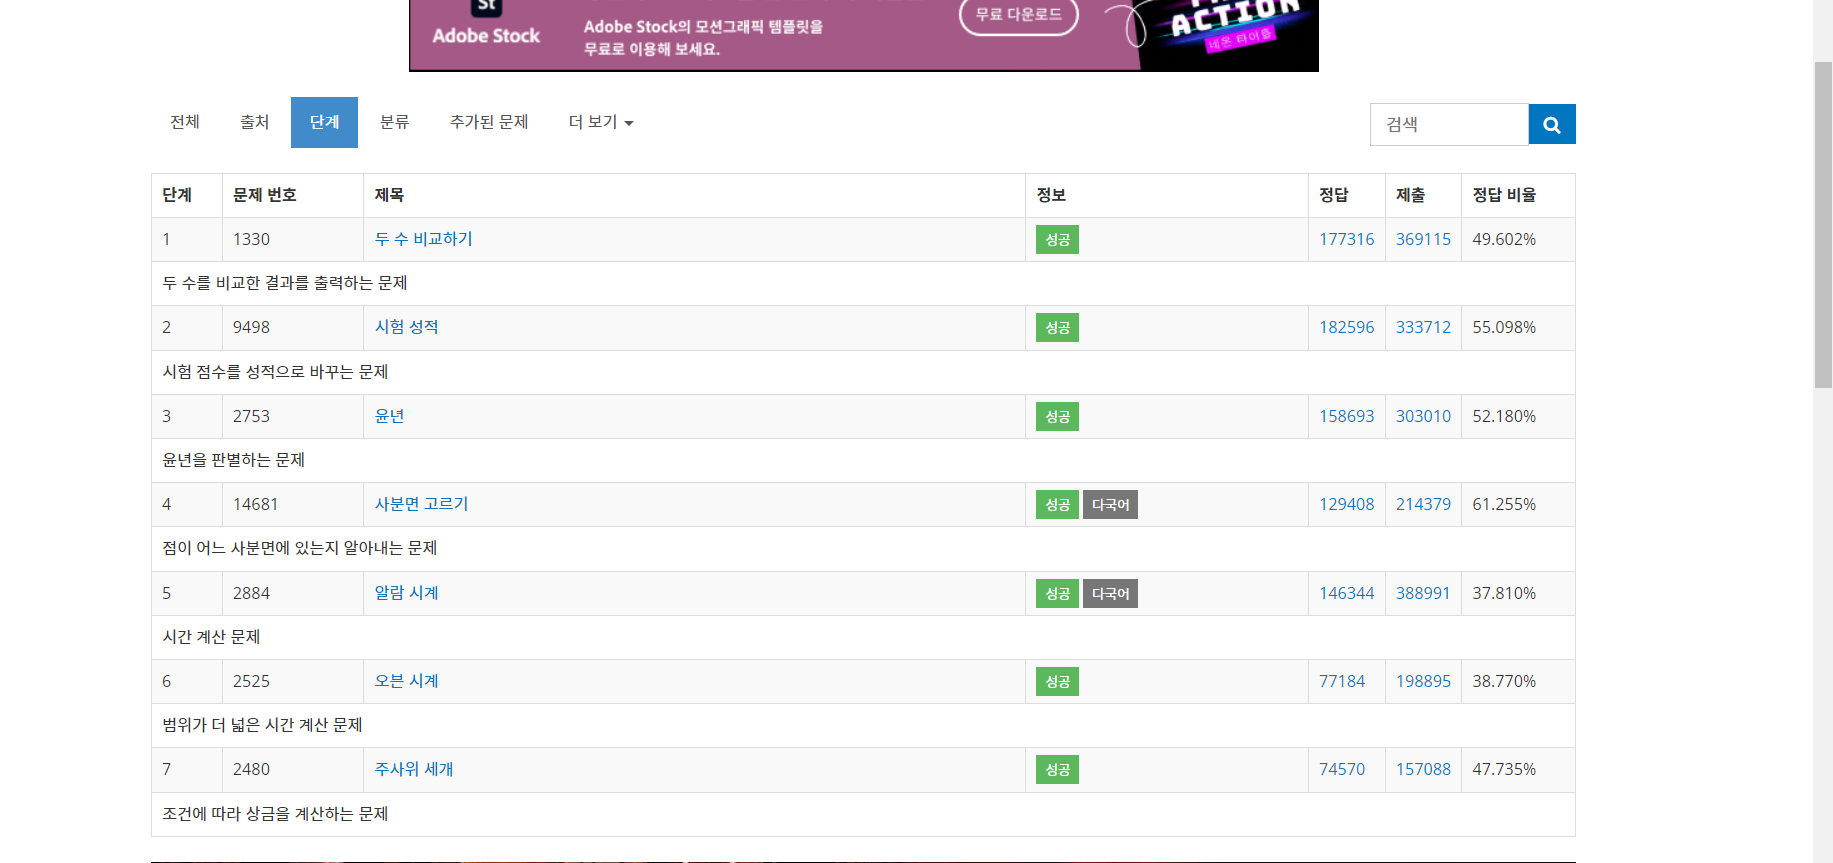 St
Adobe Stock
Adobe Stock의 모션그래픽 템플릿을
무료로 이용해 보세요.
무료 다운로드
ACTION
네온 타이틀
전체 출처 단계 분류 추가된 문제 더 보기
검색
단계 문제 번호 제목 정보 정답 제출 정답 비율
1 1330 두 수 비교하기 성공 177316 369115 49.602%
두 수를 비교한 결과를 출력하는 문제
2 9498 시험 성적 성공 182596 333712 55.098%
시험 점수를 성적으로 바꾸는 문제
3 2753 윤년 성공 158693 303010 52.180%
윤년을 판별하는 문제
4 14681 사분면 고르기 성공 다국어 129408 214379 61.255%
점이 어느 사분면에 있는지 알아내는 문제
5 2884 알람 시계 성공 다국어 146344 388991 37.810%
시간 계산 문제
6 2525 오븐 시계 성공 77184 198895 38.770%
범위가 더 넓은 시간 계산 문제
7 2480 주사위 세개 성공 74570 157088 47.735%
조건에 따라 상금을 계산하는 문제